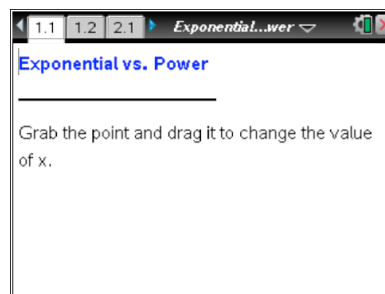 1.1 1.2 2.1 Exponential...wer
Exponential vs. Power
Grab the point and drag it to change the value
of x.